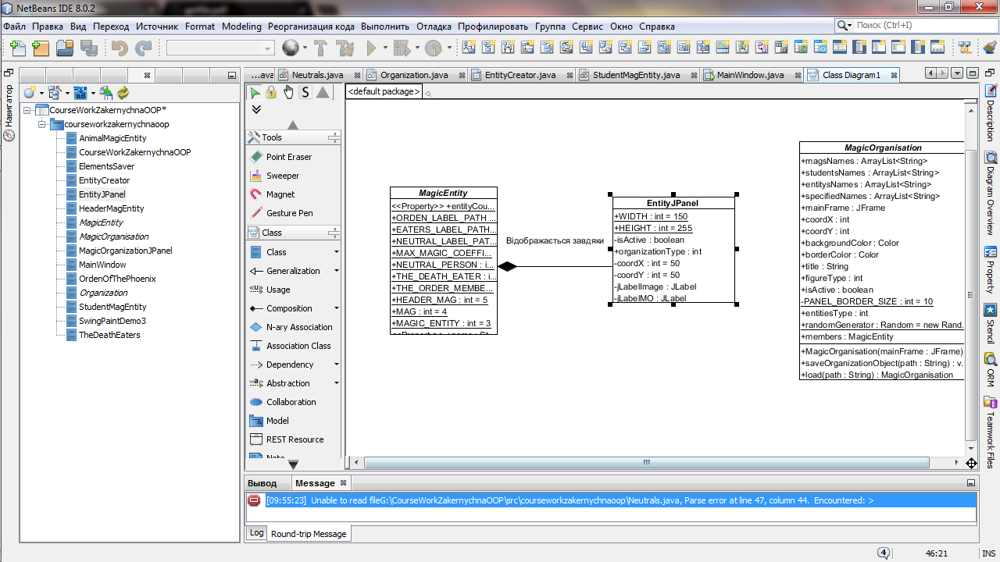 NetBeans IDE 8.0.2
Файл Правка Вид Переход Источник Format Modeling Реорганизация кода Выполнить Отладка Профилировать Группа Сервис Окно Справка
Поиск (Ctrl+I)
...ava Neutrals.java Organization.java EntityCreator.java StudentMagEntity.java MainWindow.java Class Diagram1
Навигатор
CourseWorkZakernychnaOOP*
courseworkzakernychnaoop
AnimalMagicEntity
CourseWorkZakernychnaOOP
ElementsSaver
EntityCreator
EntityJPanel
HeaderMagEntity
MagicEntity
MagicOrganisation
MagicOrganizationJPanel
MainWindow
OrdenOfThePhoenix
Organization
StudentMagEntity
SwingPaintDemo3
TheDeathEaters
S
Tools
Point Eraser
Sweeper
Magnet
Gesture Pen
Class
Class
Generalization
Usage
Composition
N-ary Association
Association Class
Dependency
Abstraction
Collaboration
Model
REST Resource
Note
<default package>
MagicEntity
<<Property>> +entityCou...
+ORDEN_LABEL_PATH ...
+EATERS_LABEL_PATH...
+NEUTRAL_LABEL_PAT...
+MAX_MAGIC_COEFFI...
+NEUTRAL_PERSON : i...
+THE_DEATH_EATER : i...
+THE_ORDER_MEMBE...
+HEADER_MAG : int = 5
+MAG : int = 4
+MAGIC_ENTITY : int = 3
Відображається завдяки
EntityJPanel
+WIDTH : int = 150
+HEIGHT : int = 255
-isActive : boolean
+organizationType : int
-coordX : int = 50
-coordY : int = 50
-jLabelImage : JLabel
-jLabelMO : JLabel
MagicOrganisation
+magsNames : ArrayList<String>
+studentsNames : ArrayList<String>
+entitysNames : ArrayList<String>
+specifiedNames : ArrayList<String>
+mainFrame : JFrame
+coordX : int
+coordY : int
+backgroundColor : Color
+borderColor : Color
+title : String
+figureType : int
+isActive : boolean
-PANEL_BORDER_SIZE : int = 10
+entitiesType : int
+randomGenerator : Random = new Rand...
+members : MagicEntity
+MagicOrganisation(mainFrame : JFrame)
+saveOrganizationObject(path : String) : v...
+load(path : String) : MagicOrganisation
Description
Diagram Overview
Property
Stencil
ORM
Teamwork Files
Вывод Message
[09:55:23] Unable to read fileG:\CourseWorkZakernychnaOOP\src\courseworkzakernychnaoop\Neutrals.java, Parse error at line 47, column 44. Encountered: >
Log Round-trip Message
4 46:21 INS